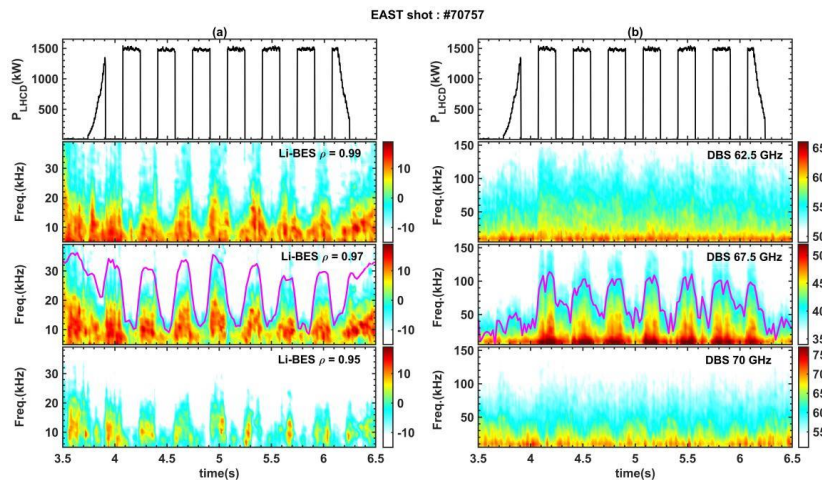 EAST shot : #70757
(a)
P_LHCD(kW)
1500
1000
500
Li-BES ρ = 0.99
Freq.(kHz)
30
20
10
10
0
-10
Li-BES ρ = 0.97
Freq.(kHz)
30
20
10
10
0
-10
Li-BES ρ = 0.95
Freq.(kHz)
30
20
10
10
0
-10
3.5 4 4.5 5 5.5 6 6.5
time(s)
(b)
P_LHCD(kW)
1500
1000
500
DBS 62.5 GHz
Freq.(kHz)
150
100
50
65
60
55
50
DBS 67.5 GHz
Freq.(kHz)
150
100
50
50
45
40
35
DBS 70 GHz
Freq.(kHz)
150
100
50
75
70
65
60
55
3.5 4 4.5 5 5.5 6 6.5
time(s)